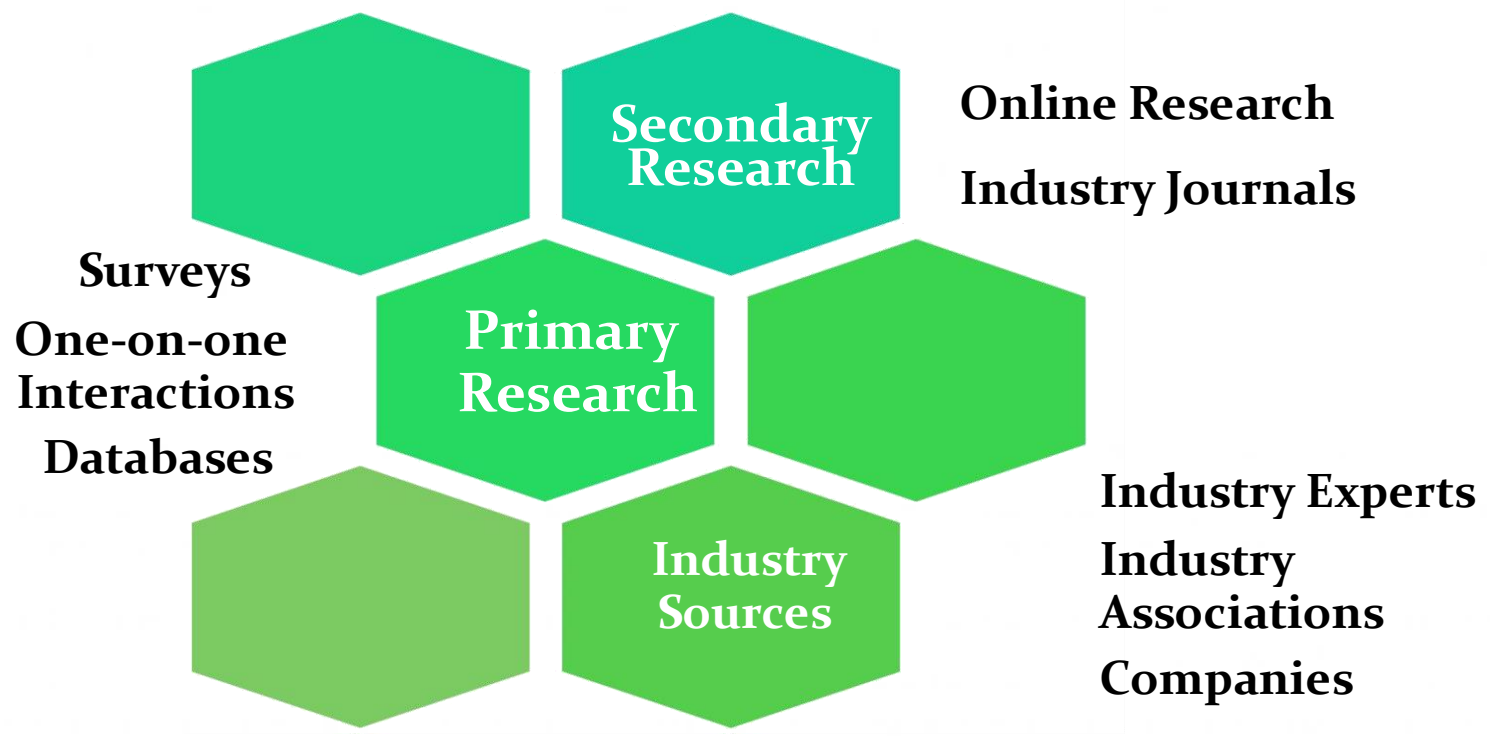 Secondary
Research
Online Research
Industry Journals
Surveys
One-on-one
Interactions
Databases
Primary
Research
Industry
Sources
Industry Experts
Industry
Associations
Companies